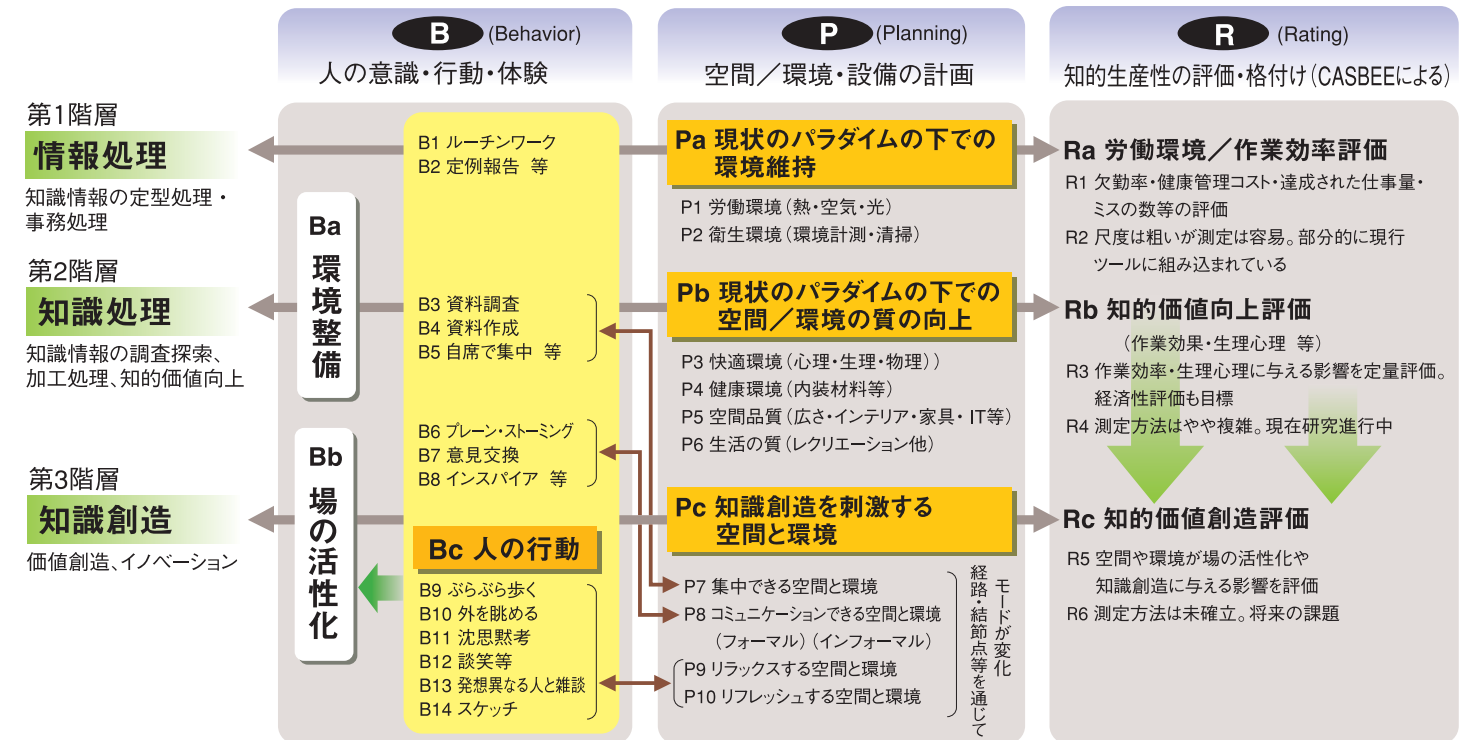 B (Behavior)
人の意識・行動・体験
P (Planning)
空間／環境・設備の計画
R (Rating)
知的生産性の評価・格付け（CASBEEによる）
第1階層
情報処理
知識情報の定型処理・
事務処理
第2階層
知識処理
知識情報の調査探索、
加工処理、知的価値向上
第3階層
知識創造
価値創造、イノベーション
Ba 環境整備
Bb 場の活性化
B1 ルーチンワーク
B2 定例報告 等
B3 資料調査
B4 資料作成
B5 自席で集中 等
B6 ブレーン・ストーミング
B7 意見交換
B8 インスパイア 等
Bc 人の行動
B9 ぶらぶら歩く
B10 外を眺める
B11 沈思黙考
B12 談笑等
B13 発想異なる人と雑談
B14 スケッチ
Pa 現状のパラダイムの下での
環境維持
P1 労働環境（熱・空気・光）
P2 衛生環境（環境計測・清掃）
Pb 現状のパラダイムの下での
空間／環境の質の向上
P3 快適環境（心理・生理・物理））
P4 健康環境（内装材料等）
P5 空間品質（広さ・インテリア・家具・IT等）
P6 生活の質（レクリエーション他）
Pc 知識創造を刺激する
空間と環境
P7 集中できる空間と環境
P8 コミュニケーションできる空間と環境
（フォーマル）（インフォーマル）
P9 リラックスする空間と環境
P10 リフレッシュする空間と環境
モードが変化
経路・結節点等を通じて
Ra 労働環境／作業効率評価
R1 欠勤率・健康管理コスト・達成された仕事量・
ミスの数等の評価
R2 尺度は粗いが測定は容易。部分的に現行
ツールに組み込まれている
Rb 知的価値向上評価
（作業効果・生理心理 等）
R3 作業効率・生理心理に与える影響を定量評価。
経済性評価も目標
R4 測定方法はやや複雑。現在研究進行中
Rc 知的価値創造評価
R5 空間や環境が場の活性化や
知識創造に与える影響を評価
R6 測定方法は未確立。将来の課題